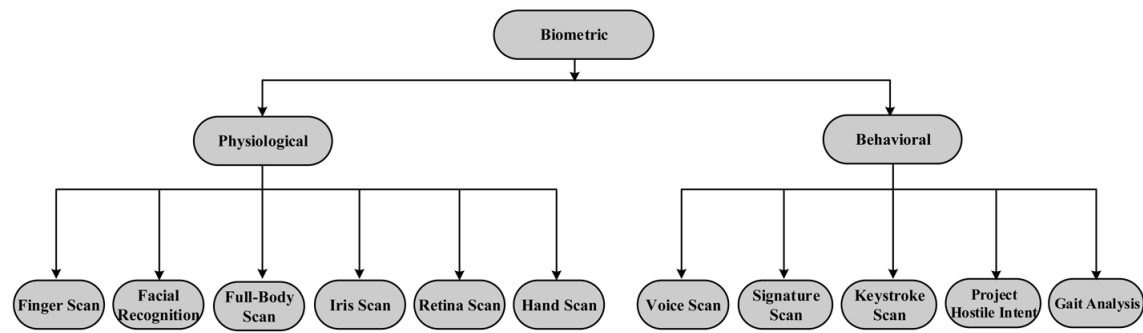 Biometric
Physiological
Behavioral
Finger Scan
Facial
Recognition
Full-Body
Scan
Iris Scan
Retina Scan
Hand Scan
Voice Scan
Signature
Scan
Keystroke
Scan
Project
Hostile Intent
Gait Analysis